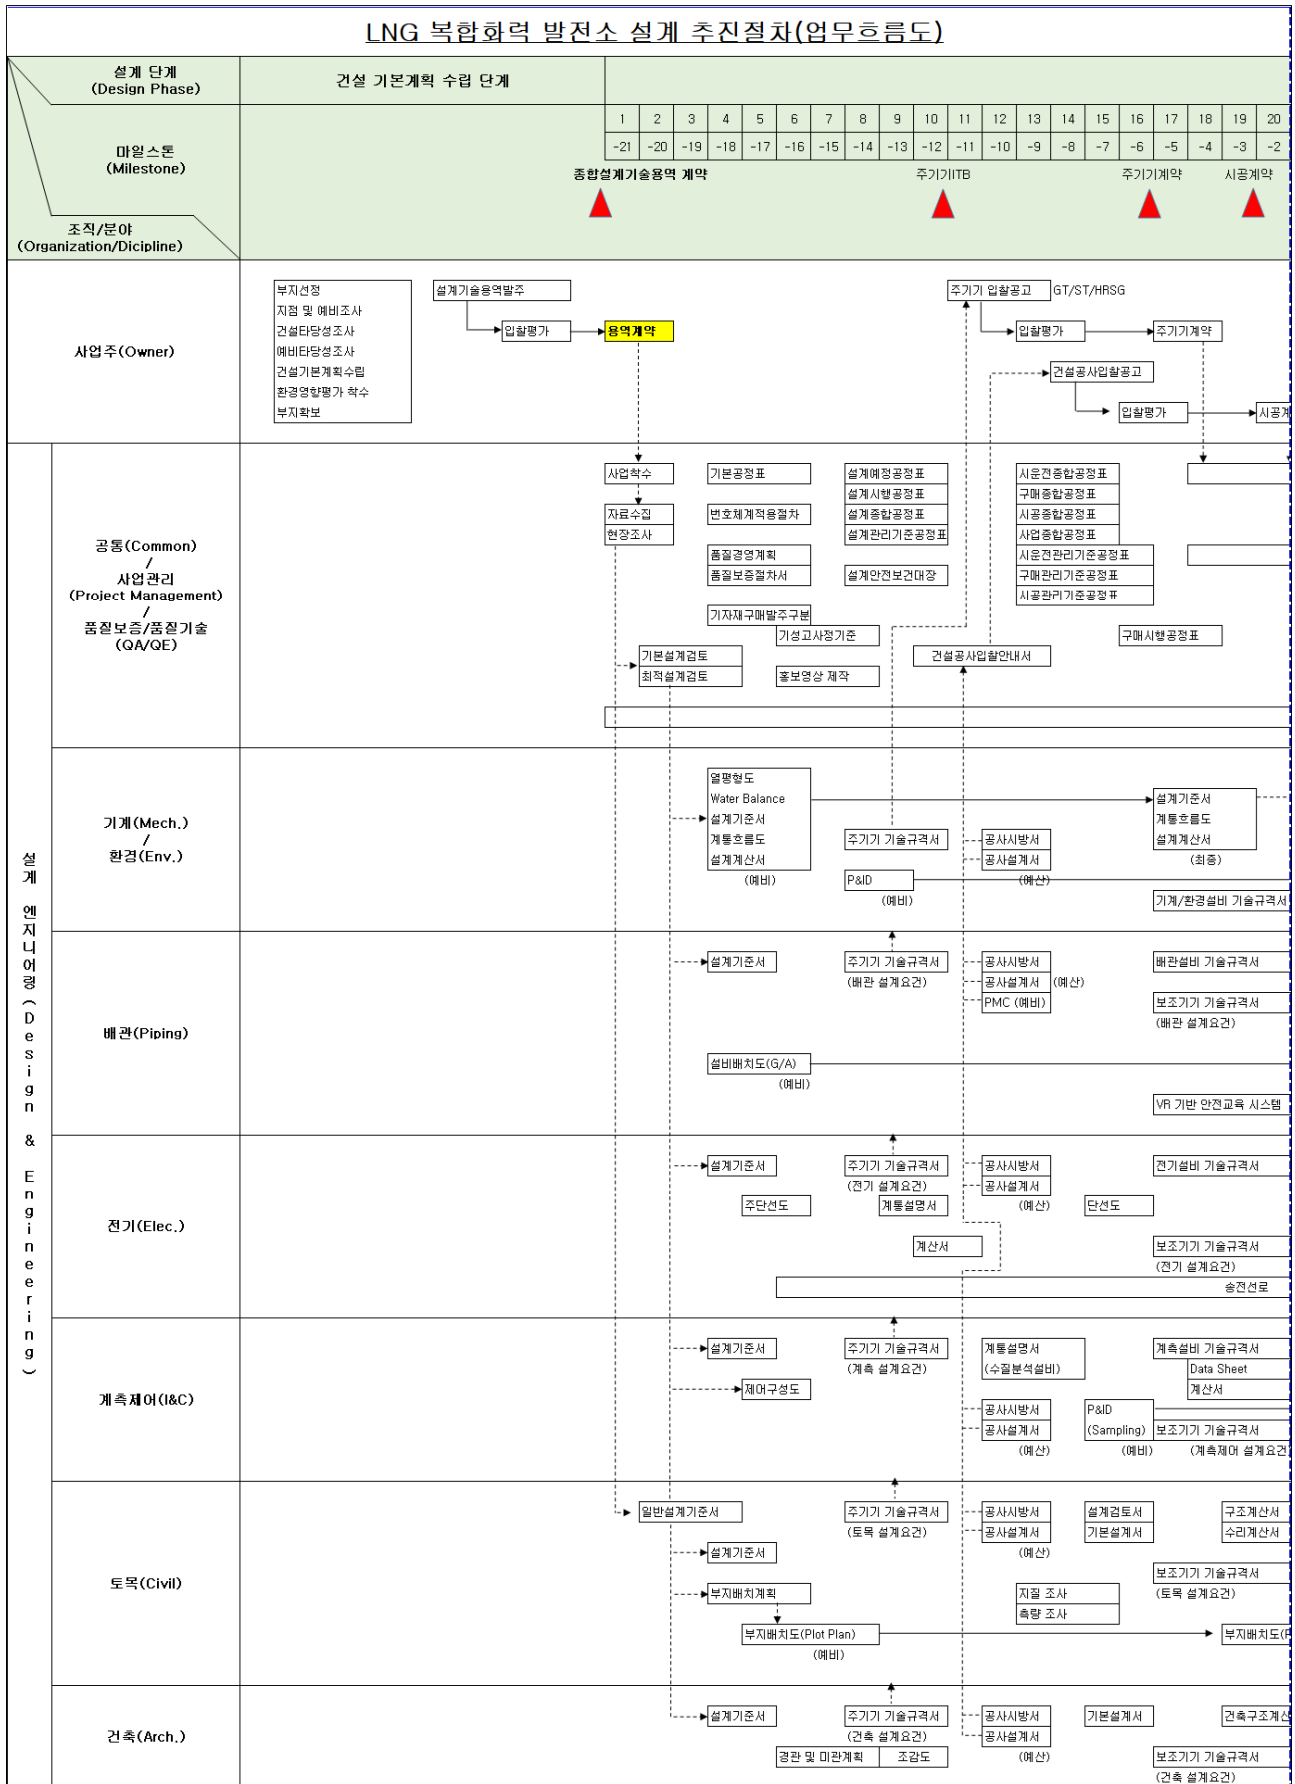 LNG 복합화력 발전소 설계 추진절차(업무흐름도)
설계 단계
(Design Phase)
건설 기본계획 수립 단계
마일스톤
(Milestone)
1 2 3 4 5 6 7 8 9 10 11 12 13 14 15 16 17 18 19 20
-21 -20 -19 -18 -17 -16 -15 -14 -13 -12 -11 -10 -9 -8 -7 -6 -5 -4 -3 -2
종합설계기술용역 계약
주기기ITB
주기기계약
시공계약
조직/분야
(Organization/Dicipline)
사업주(Owner)
부지선정
지점 및 예비조사
건설타당성조사
예비타당성조사
건설기본계획수립
환경영향평가 착수
부지확보
설계기술용역발주
입찰평가
용역계약
주기기 입찰공고
GT/ST/HRSG
입찰평가
주기기계약
건설공사입찰공고
입찰평가
시공계
설계 엔지니어링(Design & Engineering)
공통(Common)
/
사업관리
(Project Management)
/
품질보증/품질기술
(QA/QE)
사업착수
자료수집
현장조사
기본공정표
번호체계적용절차
품질경영계획
품질보증절차서
기자재구매발주구분
기성고사정기준
기본설계검토
최적설계검토
홍보영상 제작
설계예정공정표
설계시행공정표
설계종합공정표
설계관리기준공정표
설계안전보건대장
건설공사입찰안내서
시운전종합공정표
구매종합공정표
시공종합공정표
사업종합공정표
시운전관리기준공정표
구매관리기준공정표
시공관리기준공정표
구매시행공정표
기계(Mech.)
/
환경(Env.)
열평형도
Water Balance
설계기준서
계통흐름도
설계계산서
(예비)
주기기 기술규격서
P&ID
(예비)
공사시방서
공사설계서
(예산)
설계기준서
계통흐름도
설계계산서
(최종)
기계/환경설비 기술규격서
배관(Piping)
설계기준서
주기기 기술규격서
(배관 설계요건)
공사시방서
공사설계서
(예산)
PMC (예비)
배관설비 기술규격서
보조기기 기술규격서
(배관 설계요건)
설비배치도(G/A)
(예비)
VR 기반 안전교육 시스템
전기(Elec.)
설계기준서
주기기 기술규격서
(전기 설계요건)
공사시방서
공사설계서
(예산)
전기설비 기술규격서
주단선도
계통설명서
단선도
계산서
보조기기 기술규격서
(전기 설계요건)
송전선로
계측제어(I&C)
설계기준서
주기기 기술규격서
(계측 설계요건)
계통설명서
(수질분석설비)
계측설비 기술규격서
Data Sheet
계산서
제어구성도
공사시방서
공사설계서
(예산)
P&ID
(Sampling)
(예비)
보조기기 기술규격서
(계측제어 설계요건
토목(Civil)
일반설계기준서
주기기 기술규격서
(토목 설계요건)
공사시방서
공사설계서
(예산)
설계검토서
기본설계서
구조계산서
수리계산서
설계기준서
부지배치계획
지질 조사
측량 조사
보조기기 기술규격서
(토목 설계요건)
부지배치도(Plot Plan)
(예비)
부지배치도(P
건축(Arch.)
설계기준서
주기기 기술규격서
(건축 설계요건)
공사시방서
공사설계서
(예산)
기본설계서
건축구조계산
경관 및 미관계획
조감도
보조기기 기술규격서
(건축 설계요건)